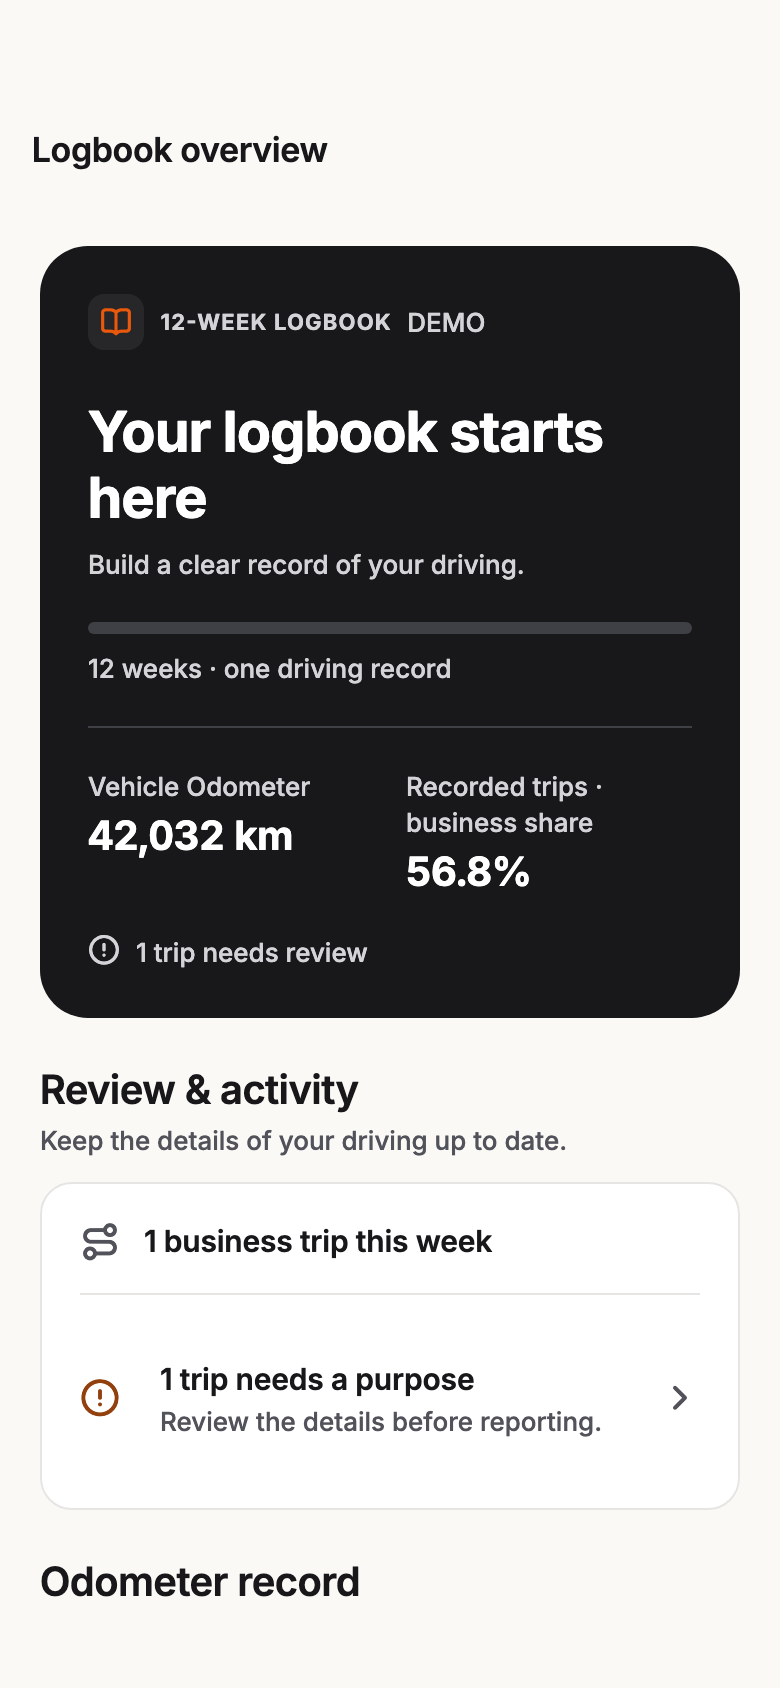 Logbook overview
12-WEEK LOGBOOK DEMO
Your logbook starts
here
Build a clear record of your driving.
12 weeks · one driving record
Vehicle Odometer
42,032 km
Recorded trips ·
business share
56.8%
1 trip needs review
Review & activity
Keep the details of your driving up to date.
1 business trip this week
1 trip needs a purpose
Review the details before reporting.
Odometer record